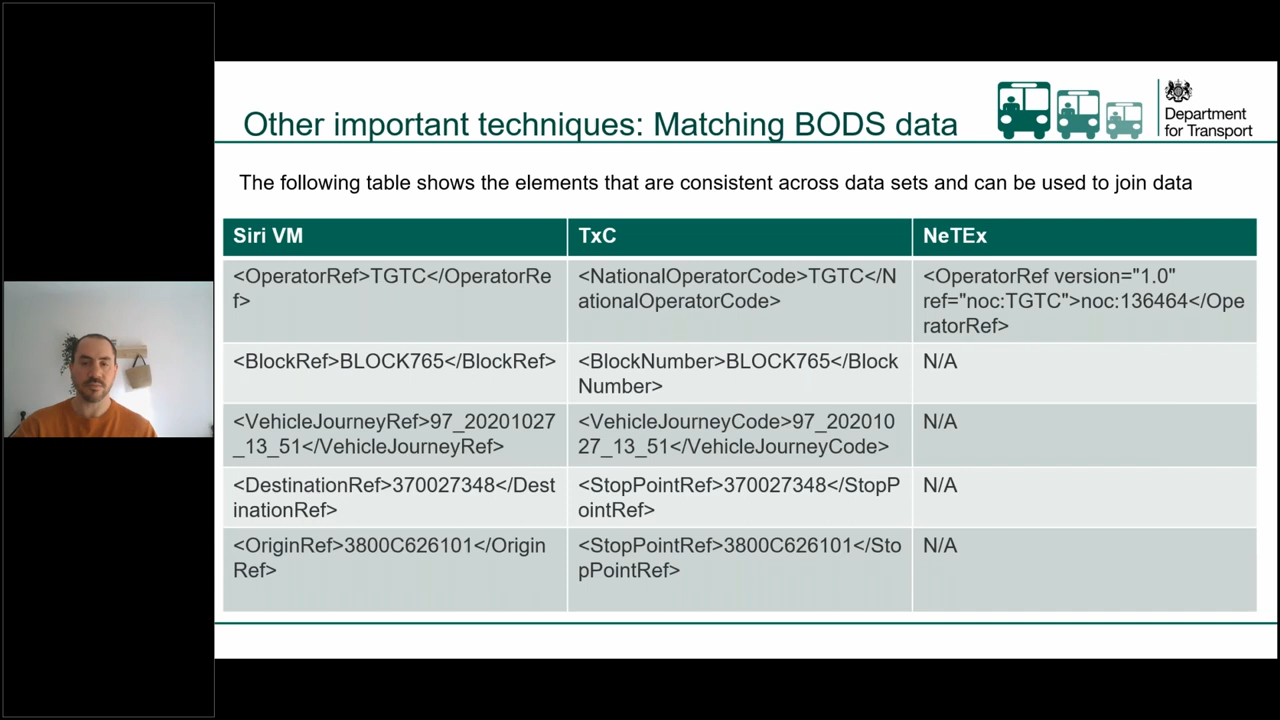 Other important techniques: Matching BODS data
Department
for Transport
The following table shows the elements that are consistent across data sets and can be used to join data
Siri VM
TxC
NeTEx
<OperatorRef>TGTC</OperatorRe
f>
<NationalOperatorCode>TGTC</N
ationalOperatorCode>
<OperatorRef version="1.0"
ref="noc:TGTC">noc:136464</Ope
ratorRef>
<BlockRef>BLOCK765</BlockRef>
<BlockNumber>BLOCK765</Block
Number>
N/A
<VehicleJourneyRef>97_20201027
_13_51</VehicleJourneyRef>
<VehicleJourneyCode>97_202010
27_13_51</VehicleJourneyCode>
N/A
<DestinationRef>370027348</Dest
inationRef>
<StopPointRef>370027348</StopP
ointRef>
N/A
<OriginRef>3800C626101</Origin
Ref>
<StopPointRef>3800C626101</Sto
pPointRef>
N/A